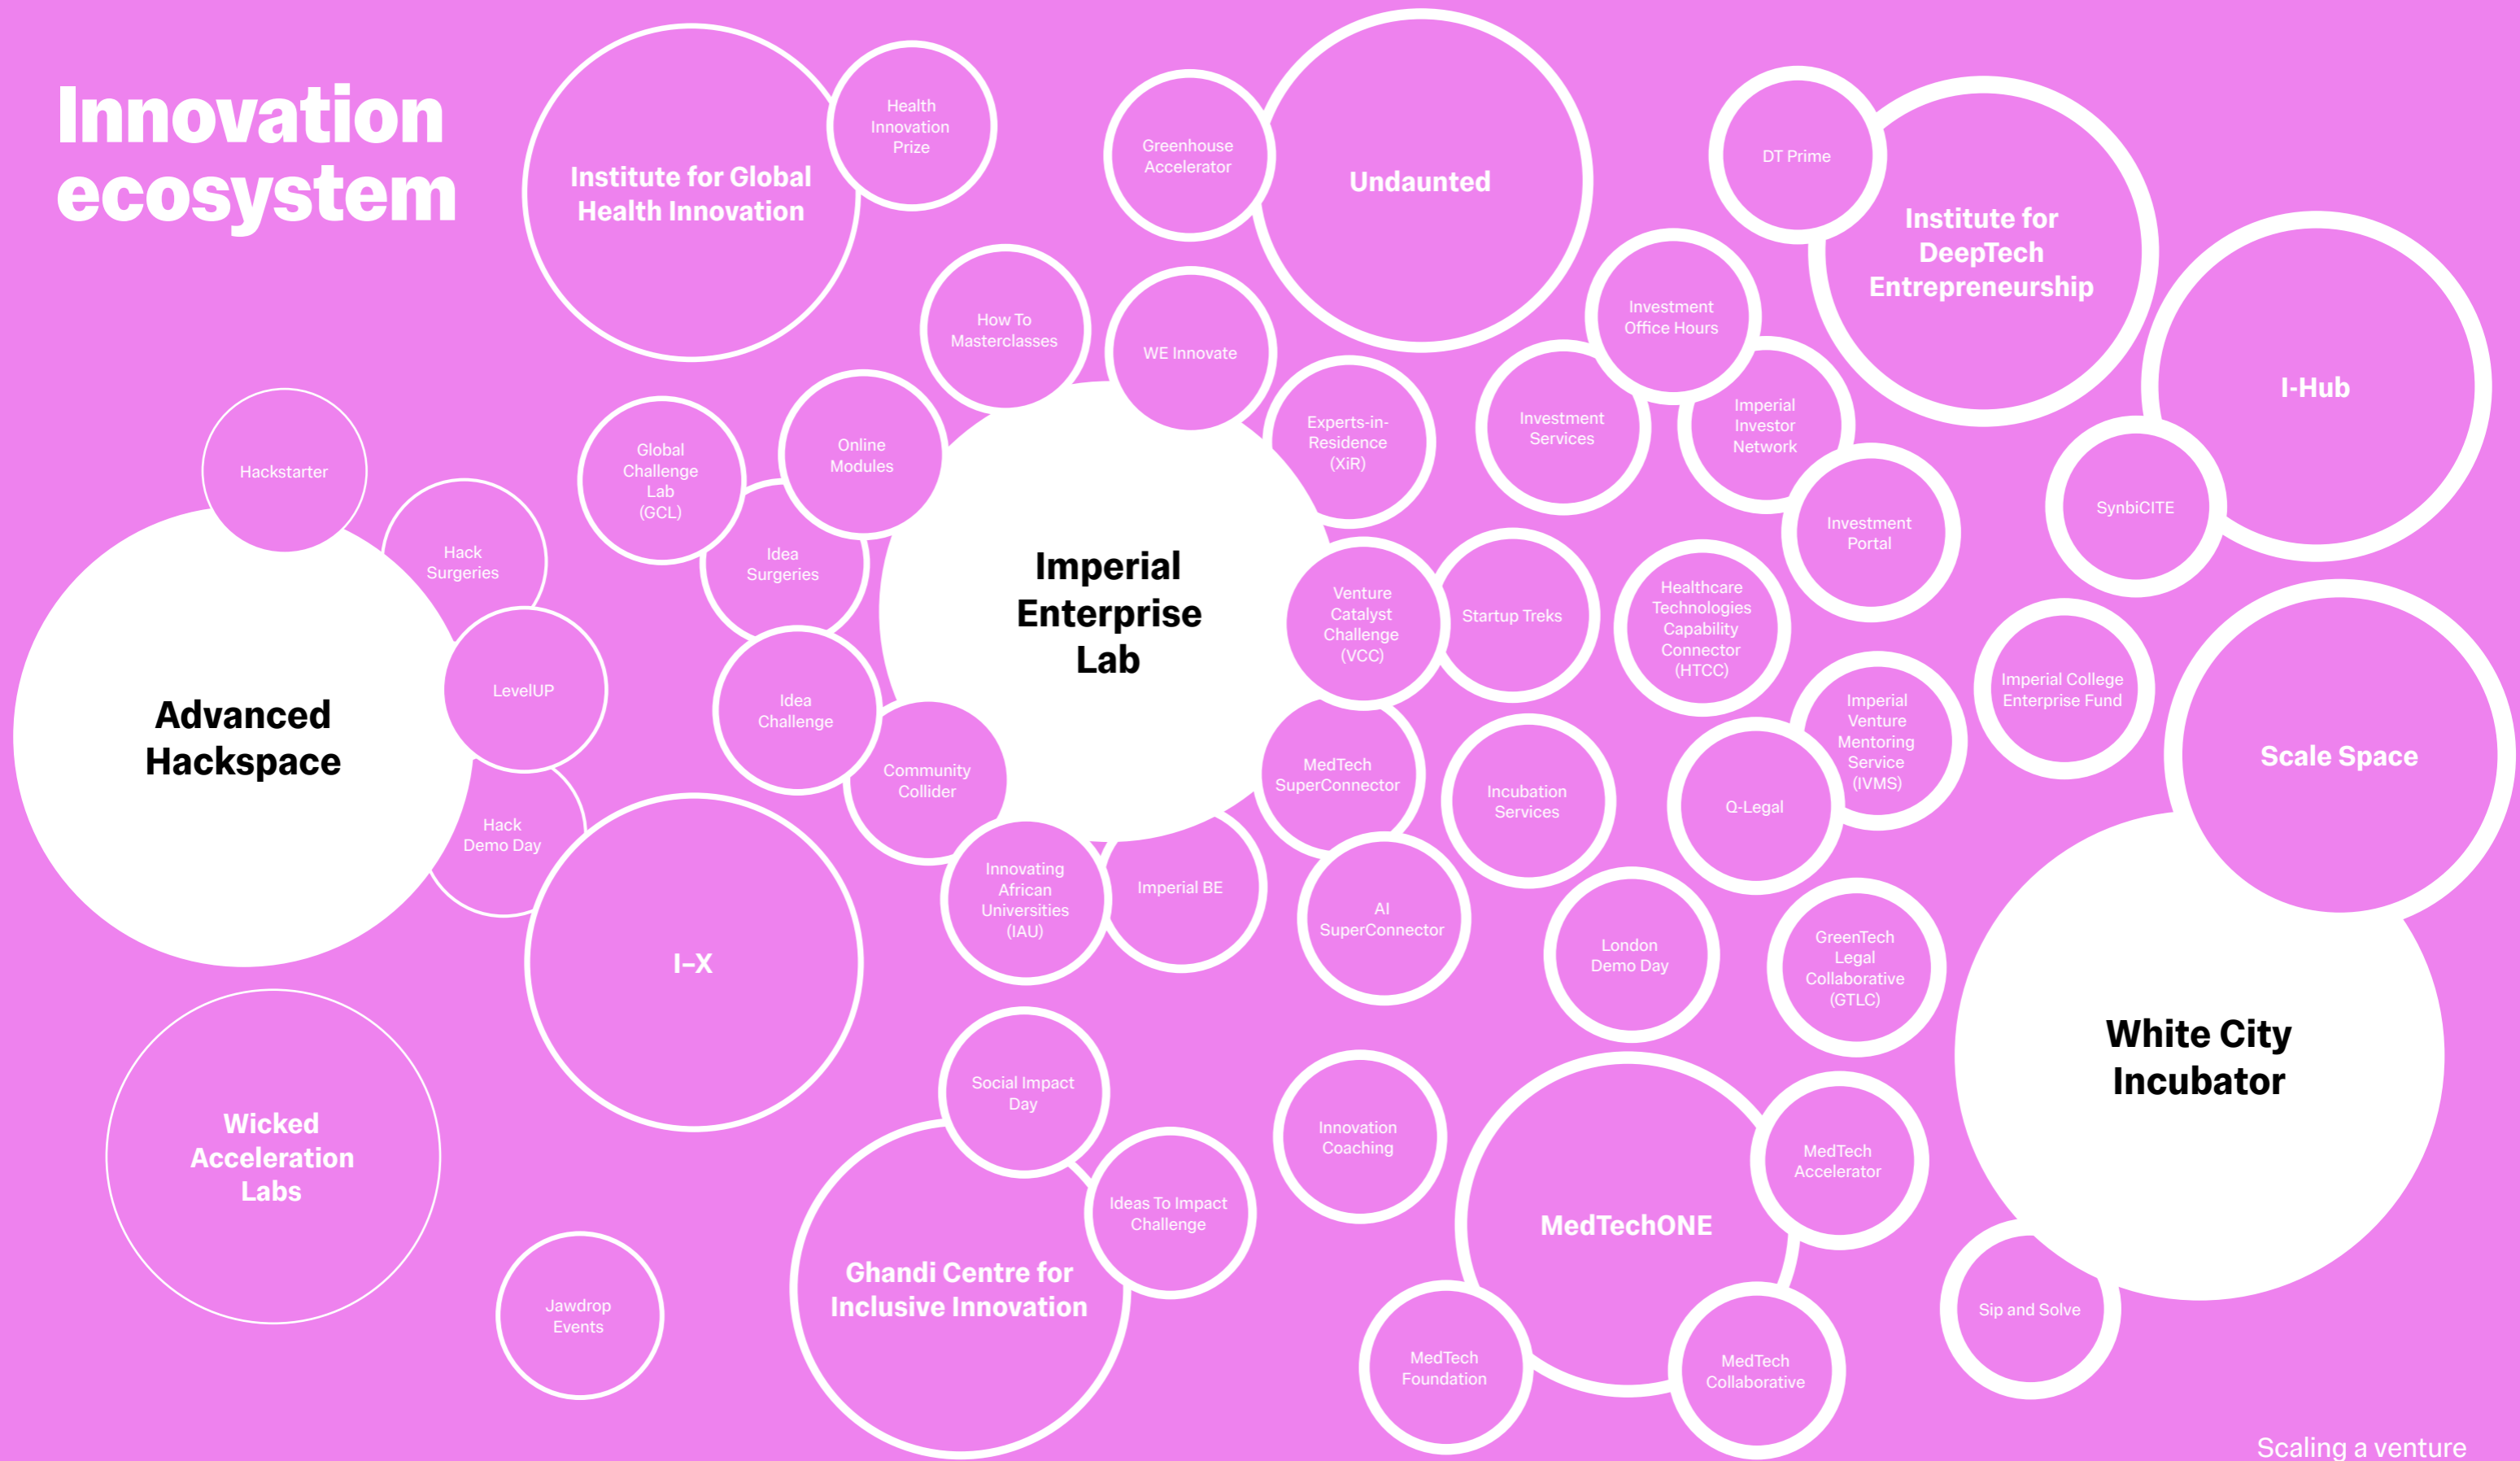 Innovation
ecosystem
Institute for Global
Health Innovation
Health
Innovation
Prize
Greenhouse
Accelerator
Undaunted
DT Prime
Institute for
DeepTech
Entrepreneurship
I-Hub
How To
Masterclasses
WE Innovate
Investment
Office Hours
Experts-in-
Residence
(XiR)
Investment
Services
Imperial
Investor
Network
Investment
Portal
SynbiCITE
Hackstarter
Hack
Surgeries
Global
Challenge
Lab
(GCL)
Online
Modules
Idea
Surgeries
Imperial
Enterprise
Lab
Venture
Catalyst
Challenge
(VCC)
Startup Treks
Healthcare
Technologies
Capability
Connector
(HTCC)
Imperial
Venture
Mentoring
Service
(IVMS)
Imperial College
Enterprise Fund
Scale Space
Advanced
Hackspace
LevelUP
Idea
Challenge
Community
Collider
MedTech
SuperConnector
Incubation
Services
Q-Legal
Hack
Demo Day
I–X
Innovating
African
Universities
(IAU)
Imperial BE
AI
SuperConnector
London
Demo Day
GreenTech
Legal
Collaborative
(GTLC)
White City
Incubator
Wicked
Acceleration
Labs
Social Impact
Day
Ideas To Impact
Challenge
Innovation
Coaching
MedTechONE
MedTech
Accelerator
Jawdrop
Events
Ghandi Centre for
Inclusive Innovation
MedTech
Foundation
MedTech
Collaborative
Sip and Solve
Scaling a venture